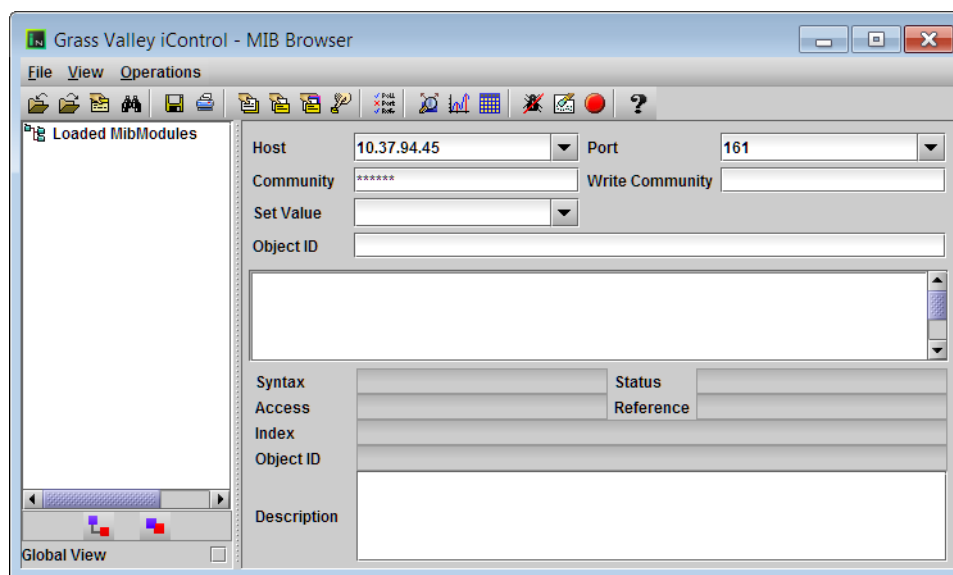 Grass Valley iControl - MIB Browser
File View Operations
Loaded MibModules
Host 10.37.94.45 Port 161
Community ****** Write Community
Set Value
Object ID
Syntax Status
Access Reference
Index
Object ID
Description
Global View